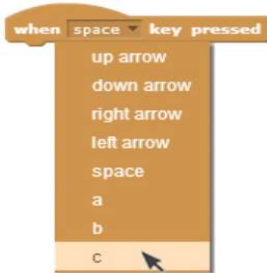 when space key pressed
up arrow
down arrow
right arrow
left arrow
space
a
b
c